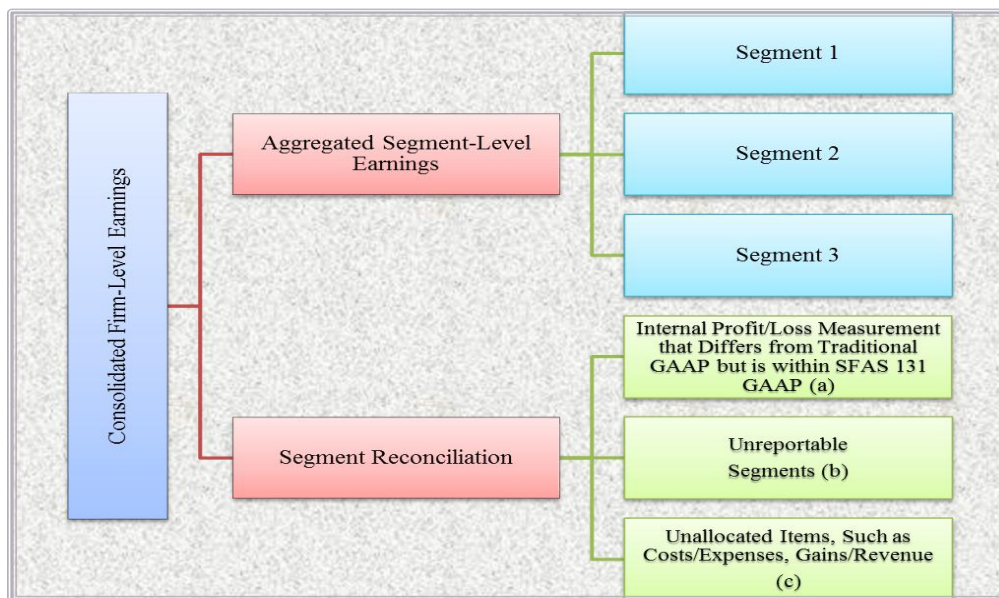 Consolidated Firm-Level Earnings
Aggregated Segment-Level
Earnings
Segment Reconciliation
Segment 1
Segment 2
Segment 3
Internal Profit/Loss Measurement
that Differs from Traditional
GAAP but is within SFAS 131
GAAP (a)
Unreportable
Segments (b)
Unallocated Items, Such as
Costs/Expenses, Gains/Revenue
(c)